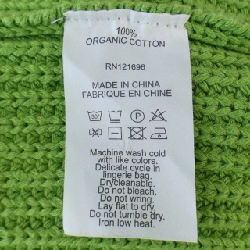 100%
ORGANIC COTTON
RN121696
MADE IN CHINA
FABRIQUE EN CHINE
Machine wash cold
with like colors.
Delicate cycle in
lingerie bag.
Dry/cleanable.
Do not bleach.
Do not wring.
Lay flat to dry.
Do not tumble dry.
Iron low heat.